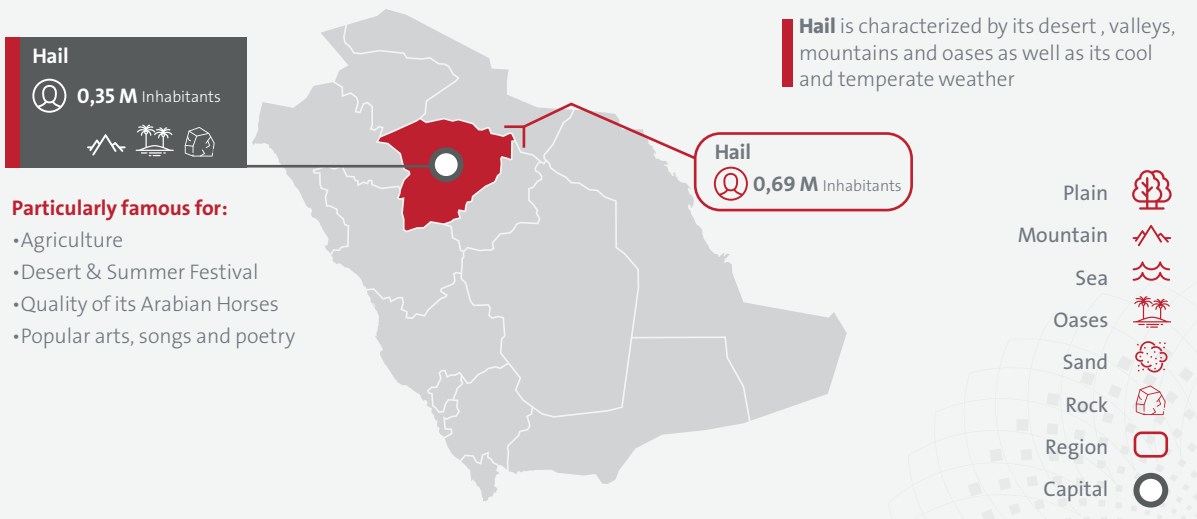 Hail
0,35 M Inhabitants
Particularly famous for:
•Agriculture
•Desert & Summer Festival
•Quality of its Arabian Horses
•Popular arts, songs and poetry
Hail is characterized by its desert , valleys,
mountains and oases as well as its cool
and temperate weather
Hail
0,69 M Inhabitants
Plain
Mountain
Sea
Oases
Sand
Rock
Region
Capital